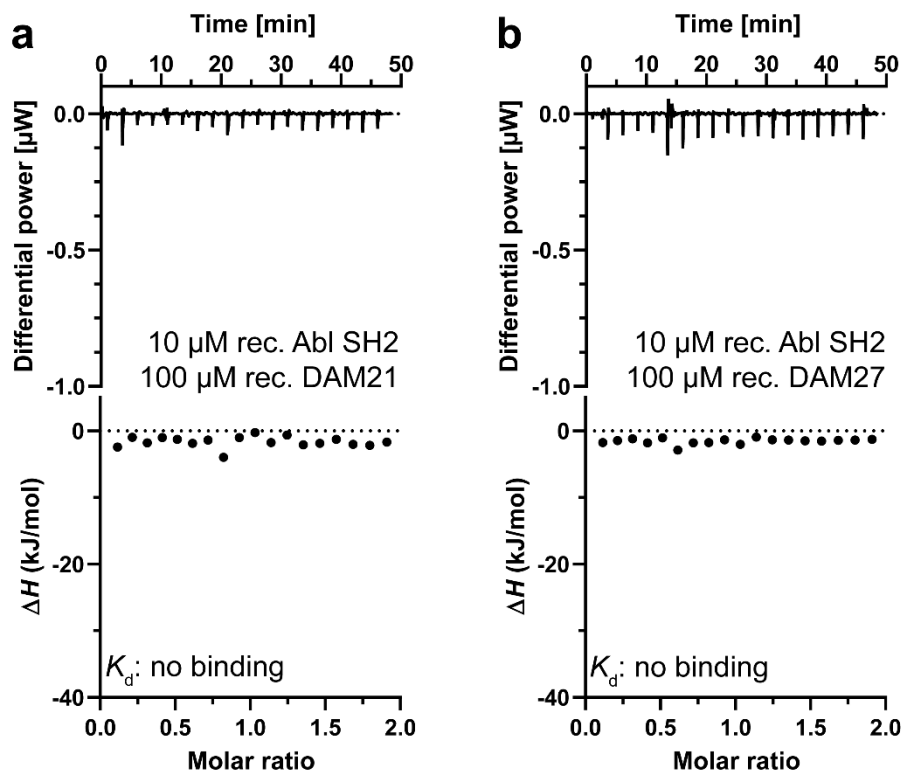 a
Time [min]
0 10 20 30 40 50
0.0
-0.5
-1.0
Differential power [µW]
10 µM rec. Abl SH2
100 µM rec. DAM21
0
-20
-40
ΔH (kJ/mol)
Kd: no binding
0.0 0.5 1.0 1.5 2.0
Molar ratio
b
Time [min]
0 10 20 30 40 50
0.0
-0.5
-1.0
Differential power [µW]
10 µM rec. Abl SH2
100 µM rec. DAM27
0
-20
-40
ΔH (kJ/mol)
Kd: no binding
0.0 0.5 1.0 1.5 2.0
Molar ratio